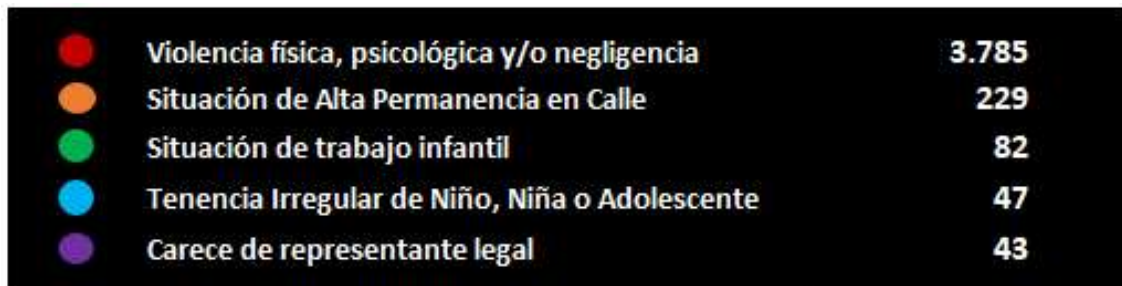 Violencia física, psicológica y/o negligencia 3.785
Situación de Alta Permanencia en Calle 229
Situación de trabajo infantil 82
Tenencia Irregular de Niño, Niña o Adolescente 47
Carece de representante legal 43